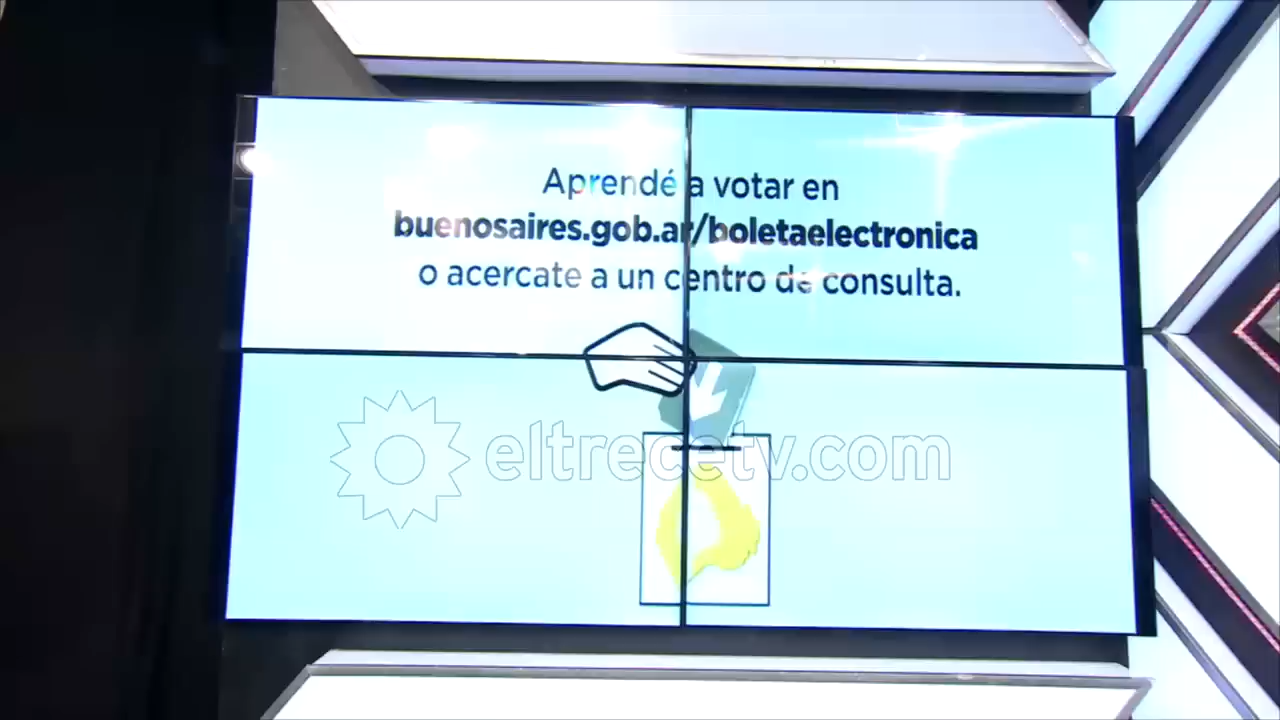 Aprendé a votar en
buenosaires.gob.ar/boletaelectronica
o acercate a un centro de consulta.
eltrecetv.com